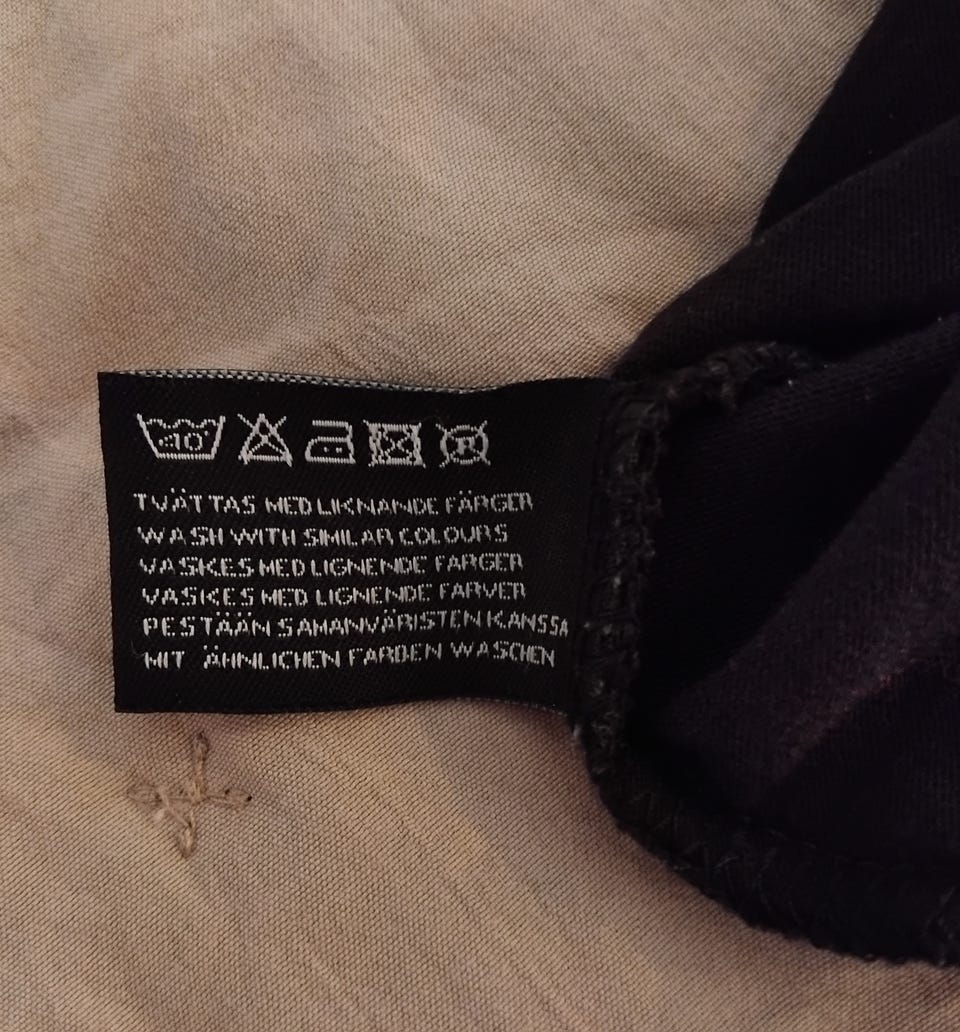 40
P
TVÄTTAS MED LIKNANDE FÄRGER
WASH WITH SIMILAR COLOURS
VASKES MED LIGNENDE FARGER
VASKES MED LIGNENDE FARVER
PESTÄÄN SAMANVÄRISTEN KANSSA
MIT ÄHNLICHEN FARBEN WASCHEN